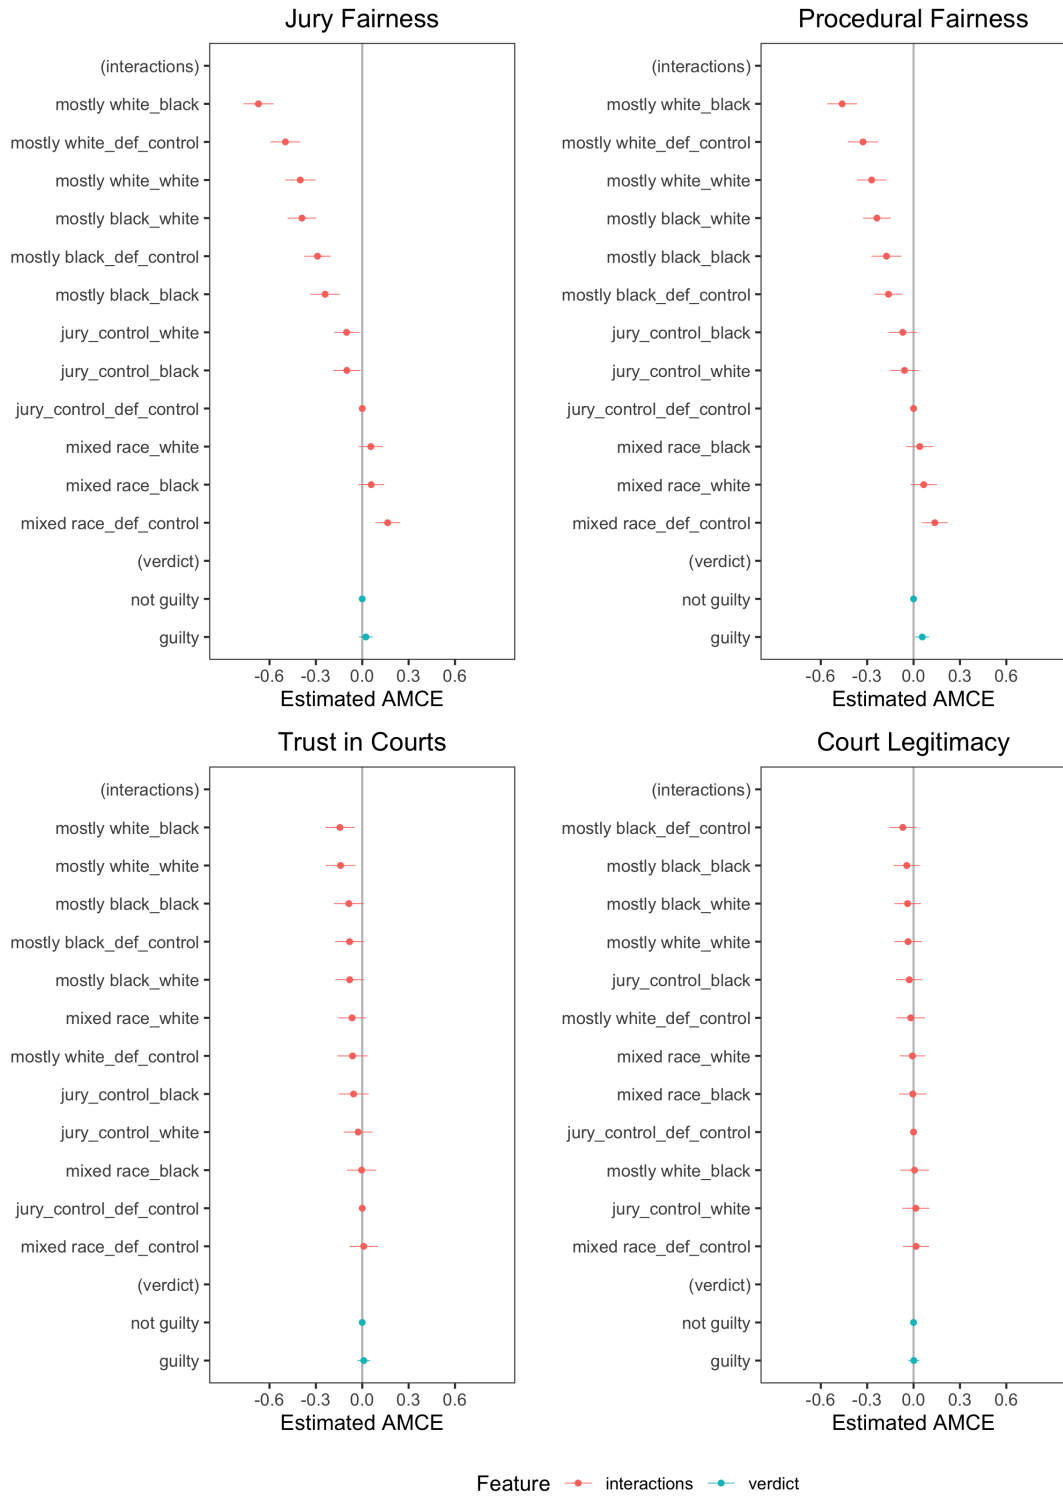 Jury Fairness
(interactions)
mostly white_black
mostly white_def_control
mostly white_white
mostly black_white
mostly black_def_control
mostly black_black
jury_control_white
jury_control_black
jury_control_def_control
mixed race_white
mixed race_black
mixed race_def_control
(verdict)
not guilty
guilty
-0.6 -0.3 0.0 0.3 0.6
Estimated AMCE
Procedural Fairness
(interactions)
mostly white_black
mostly white_def_control
mostly white_white
mostly black_white
mostly black_black
mostly black_def_control
jury_control_black
jury_control_white
jury_control_def_control
mixed race_black
mixed race_white
mixed race_def_control
(verdict)
not guilty
guilty
-0.6 -0.3 0.0 0.3 0.6
Estimated AMCE
Trust in Courts
(interactions)
mostly white_black
mostly white_white
mostly black_black
mostly black_def_control
mostly black_white
mixed race_white
mostly white_def_control
jury_control_black
jury_control_white
mixed race_black
jury_control_def_control
mixed race_def_control
(verdict)
not guilty
guilty
-0.6 -0.3 0.0 0.3 0.6
Estimated AMCE
Court Legitimacy
(interactions)
mostly black_def_control
mostly black_black
mostly black_white
mostly white_white
jury_control_black
mostly white_def_control
mixed race_white
mixed race_black
jury_control_def_control
mostly white_black
jury_control_white
mixed race_def_control
(verdict)
not guilty
guilty
-0.6 -0.3 0.0 0.3 0.6
Estimated AMCE
Feature interactions verdict